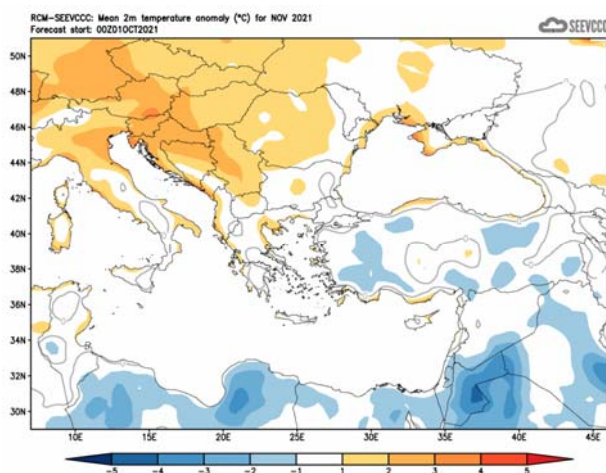 RCM-SEEVCCC: Mean 2m temperature anomaly (°C) for NOV 2021
Forecast start: 00Z01OCT2021
SEEVCCC
50N
48N
46N
44N
42N
40N
38N
36N
34N
32N
30N
10E 15E 20E 25E 30E 35E 40E 45E
-5 -4 -3 -2 -1 1 2 3 4 5